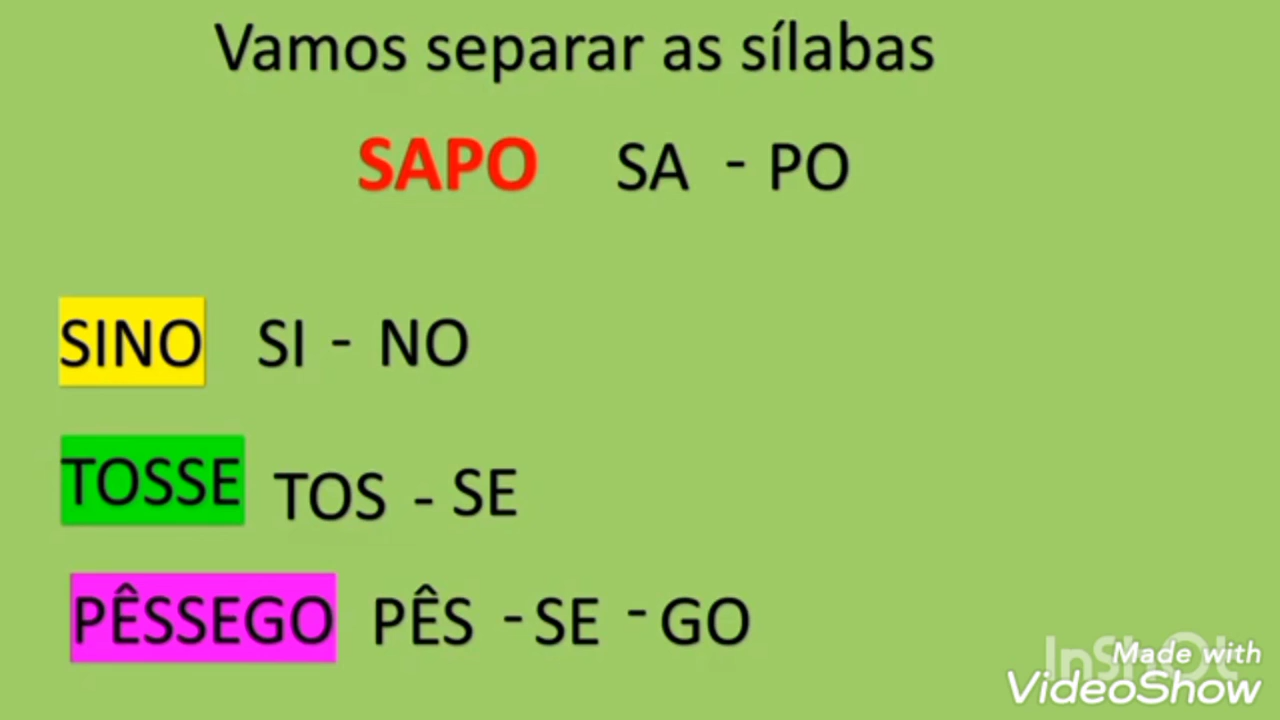 Vamos separar as sílabas
SAPO SA - PO
SINO SI - NO
TOSSE TOS - SE
PÊSSEGO PÊS - SE - GO
InShOt
Made with
VideoShow